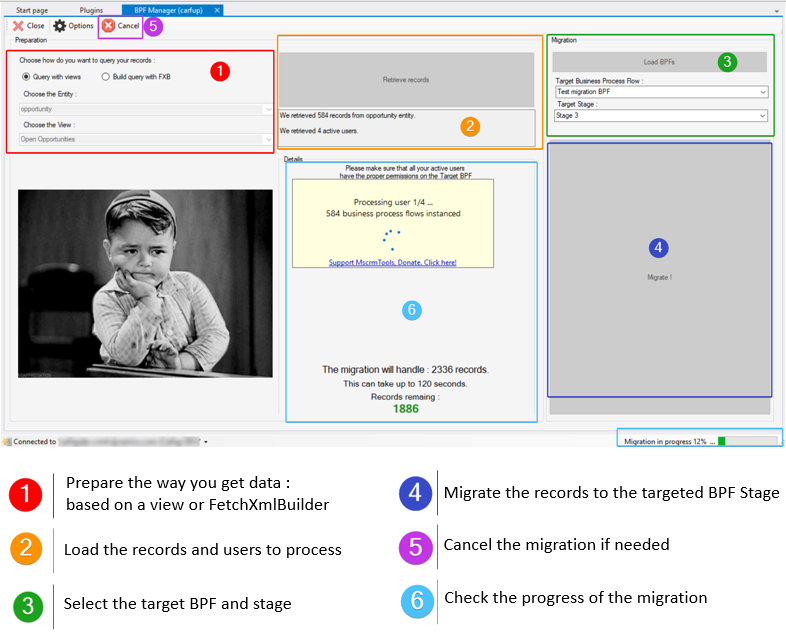 Start page Plugins BPF Manager (carfup)
Close Options Cancel 5
Preparation
Choose how do you want to query your records :
1
Query with views Build query with FXB
Choose the Entity :
opportunity
Choose the View :
Open Opportunities
Retrieve records
We retrieved 584 records from opportunity entity.
We retrieved 4 active users.
2
Migration
Load BPFs
3
Target Business Process Flow :
Test migration BPF
Target Stage :
Stage 3
Details
Please make sure that all your active users
have the proper permissions on the Target BPF
Processing user 1/4 ...
584 business process flows instanced
Support MscrmTools, Donate, Click here!
6
The migration will handle : 2336 records.
This can take up to 120 seconds.
Records remaing :
1886
4
Migrate !
Connected to
Migration in progress 12% ...
1
Prepare the way you get data :
based on a view or FetchXmlBuilder
2
Load the records and users to process
3
Select the target BPF and stage
4
Migrate the records to the targeted BPF Stage
5
Cancel the migration if needed
6
Check the progress of the migration